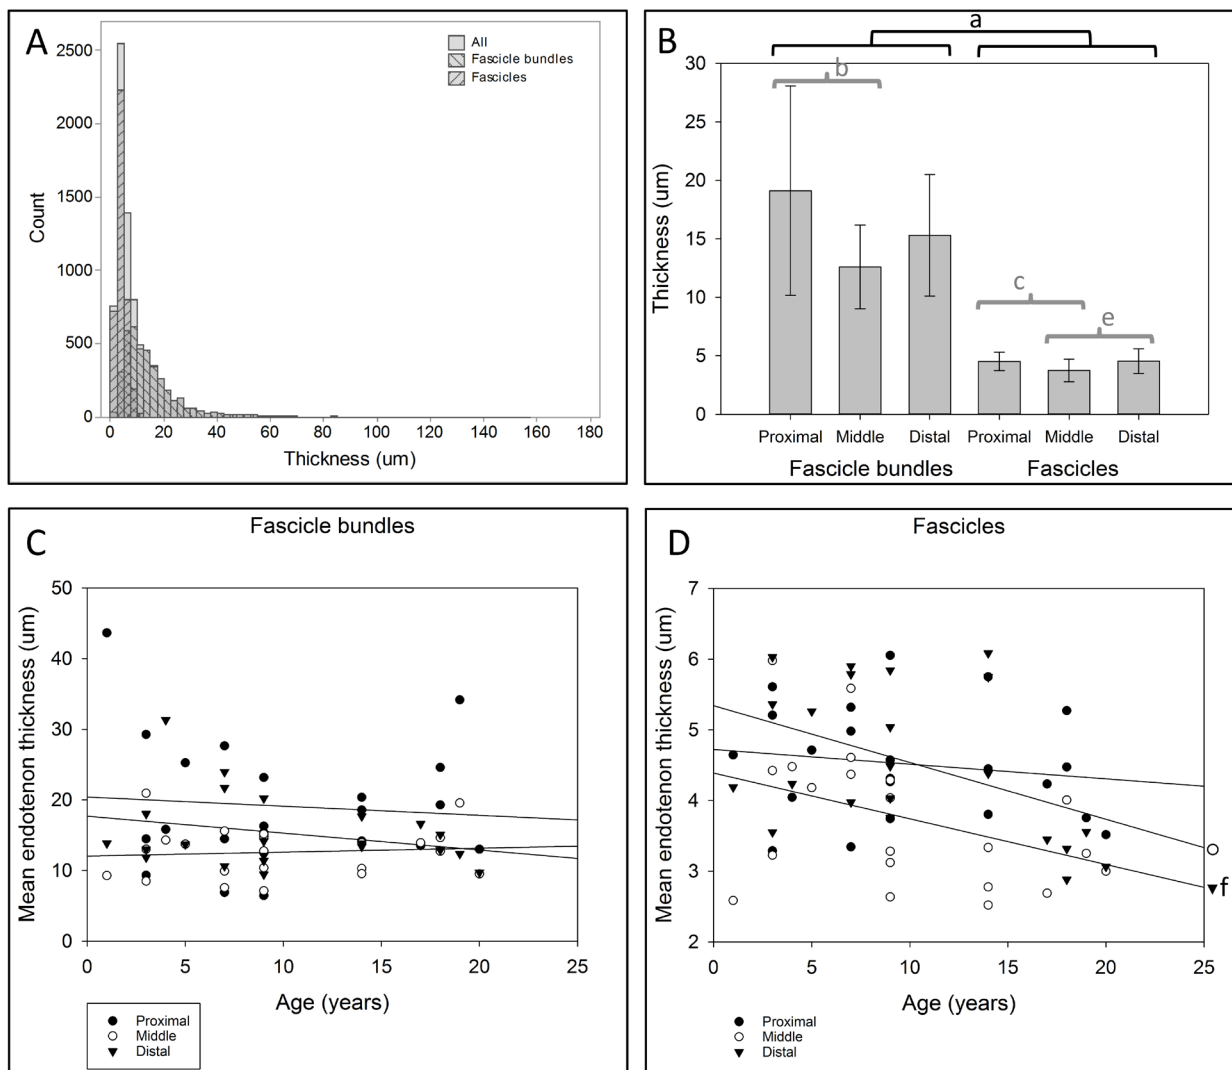 A
All
Fascicle bundles
Fascicles
2500
2000
1500
1000
500
0
Count
0 20 40 60 80 100 120 140 160 180
Thickness (um)
B
a
b
c
e
30
25
20
15
10
5
0
Thickness (um)
Proximal Middle Distal Proximal Middle Distal
Fascicle bundles Fascicles
C
Fascicle bundles
50
40
30
20
10
0
Mean endotenon thickness (um)
0 5 10 15 20 25
Age (years)
Proximal
Middle
Distal
D
Fascicles
7
6
5
4
3
2
Mean endotenon thickness (um)
f
0 5 10 15 20 25
Age (years)
Proximal
Middle
Distal